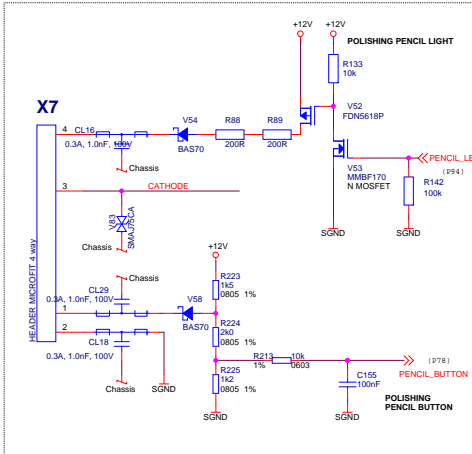 +12V
+12V
POLISHING PENCIL LIGHT
R133
10k
X7
V54
R88
R89
V52
FDN5618P
4
CL16
0.3A, 1.0nF, 100V
BAS70
200R
200R
Chassis
V53
MMBF170
N MOSFET
PENCIL_LE
(P94)
3
CATHODE
R142
100k
V83
SMAJ75CA
Chassis
SGND
SGND
+12V
Chassis
R223
1k5
0805 1%
CL29
0.3A, 1.0nF, 100V
V58
1
BAS70
R224
2k0
0805 1%
2
CL18
0.3A, 1.0nF, 100V
R213
10k
1%
0603
(P78)
PENCIL_BUTTON
R225
1k2
0805 1%
C155
100nF
Chassis
SGND
POLISHING
PENCIL BUTTON
SGND
SGND
HEADER MICROFIT 4 way